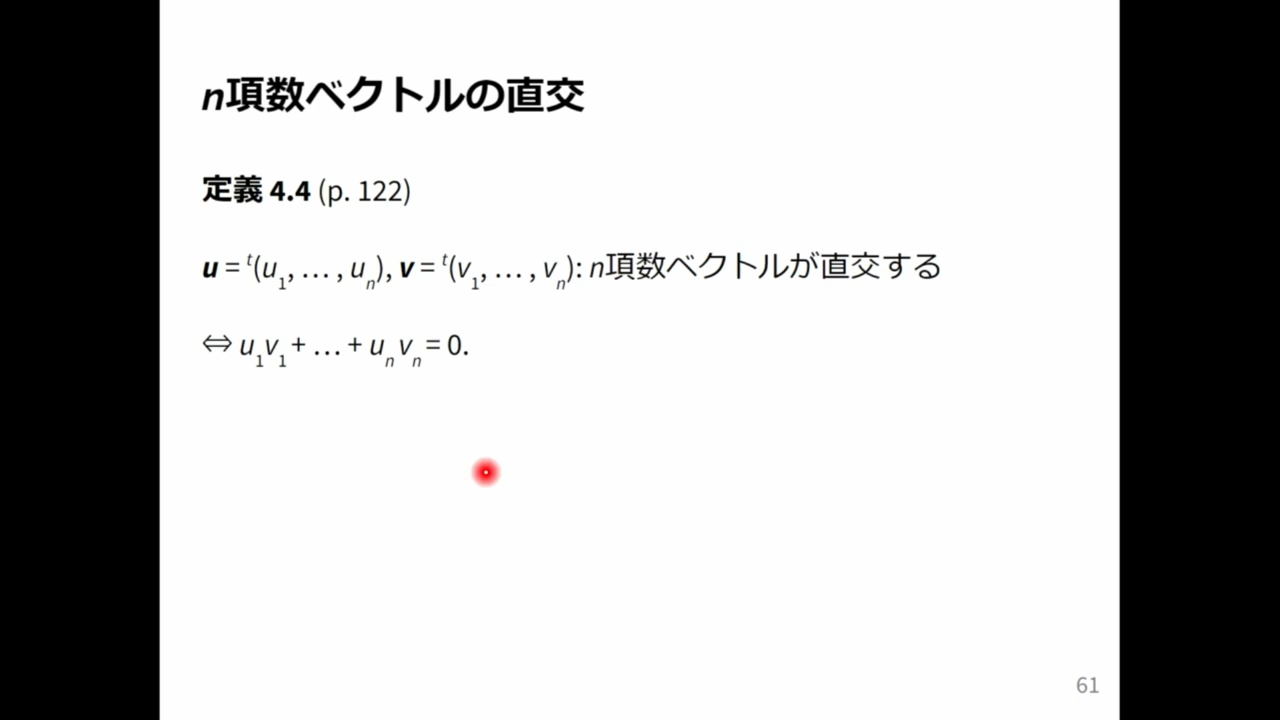 n項数ベクトルの直交
定義 4.4 (p. 122)
u = ᵗ(u₁, … , uₙ), v = ᵗ(v₁, … , vₙ): n項数ベクトルが直交する
⇔ u₁v₁ + … + uₙvₙ = 0.
61